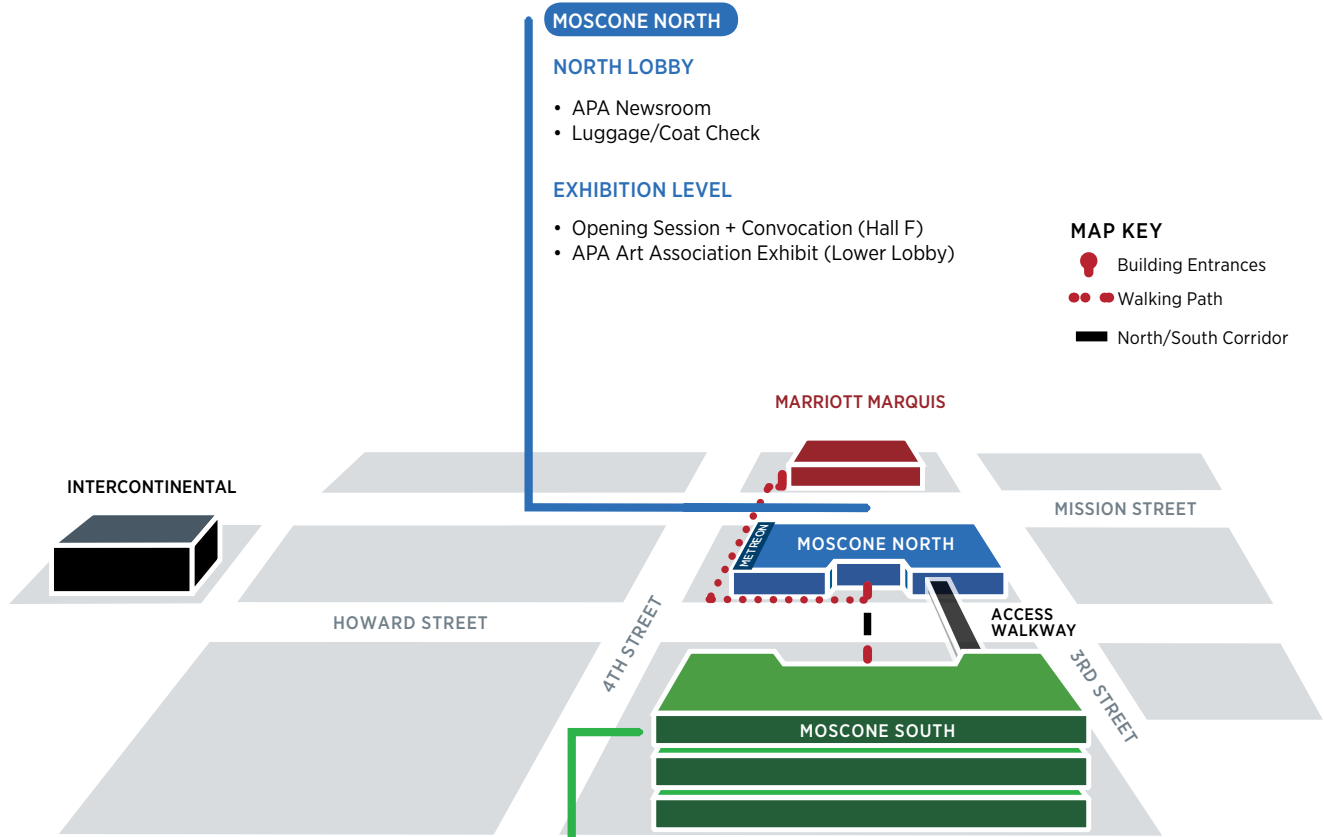 MOSCONE NORTH
NORTH LOBBY
• APA Newsroom
• Luggage/Coat Check
EXHIBITION LEVEL
• Opening Session + Convocation (Hall F)
• APA Art Association Exhibit (Lower Lobby)
MAP KEY
Building Entrances
Walking Path
North/South Corridor
MARRIOTT MARQUIS
INTERCONTINENTAL
MISSION STREET
METREON
MOSCONE NORTH
HOWARD STREET
4TH STREET
ACCESS
WALKWAY
3RD STREET
MOSCONE SOUTH